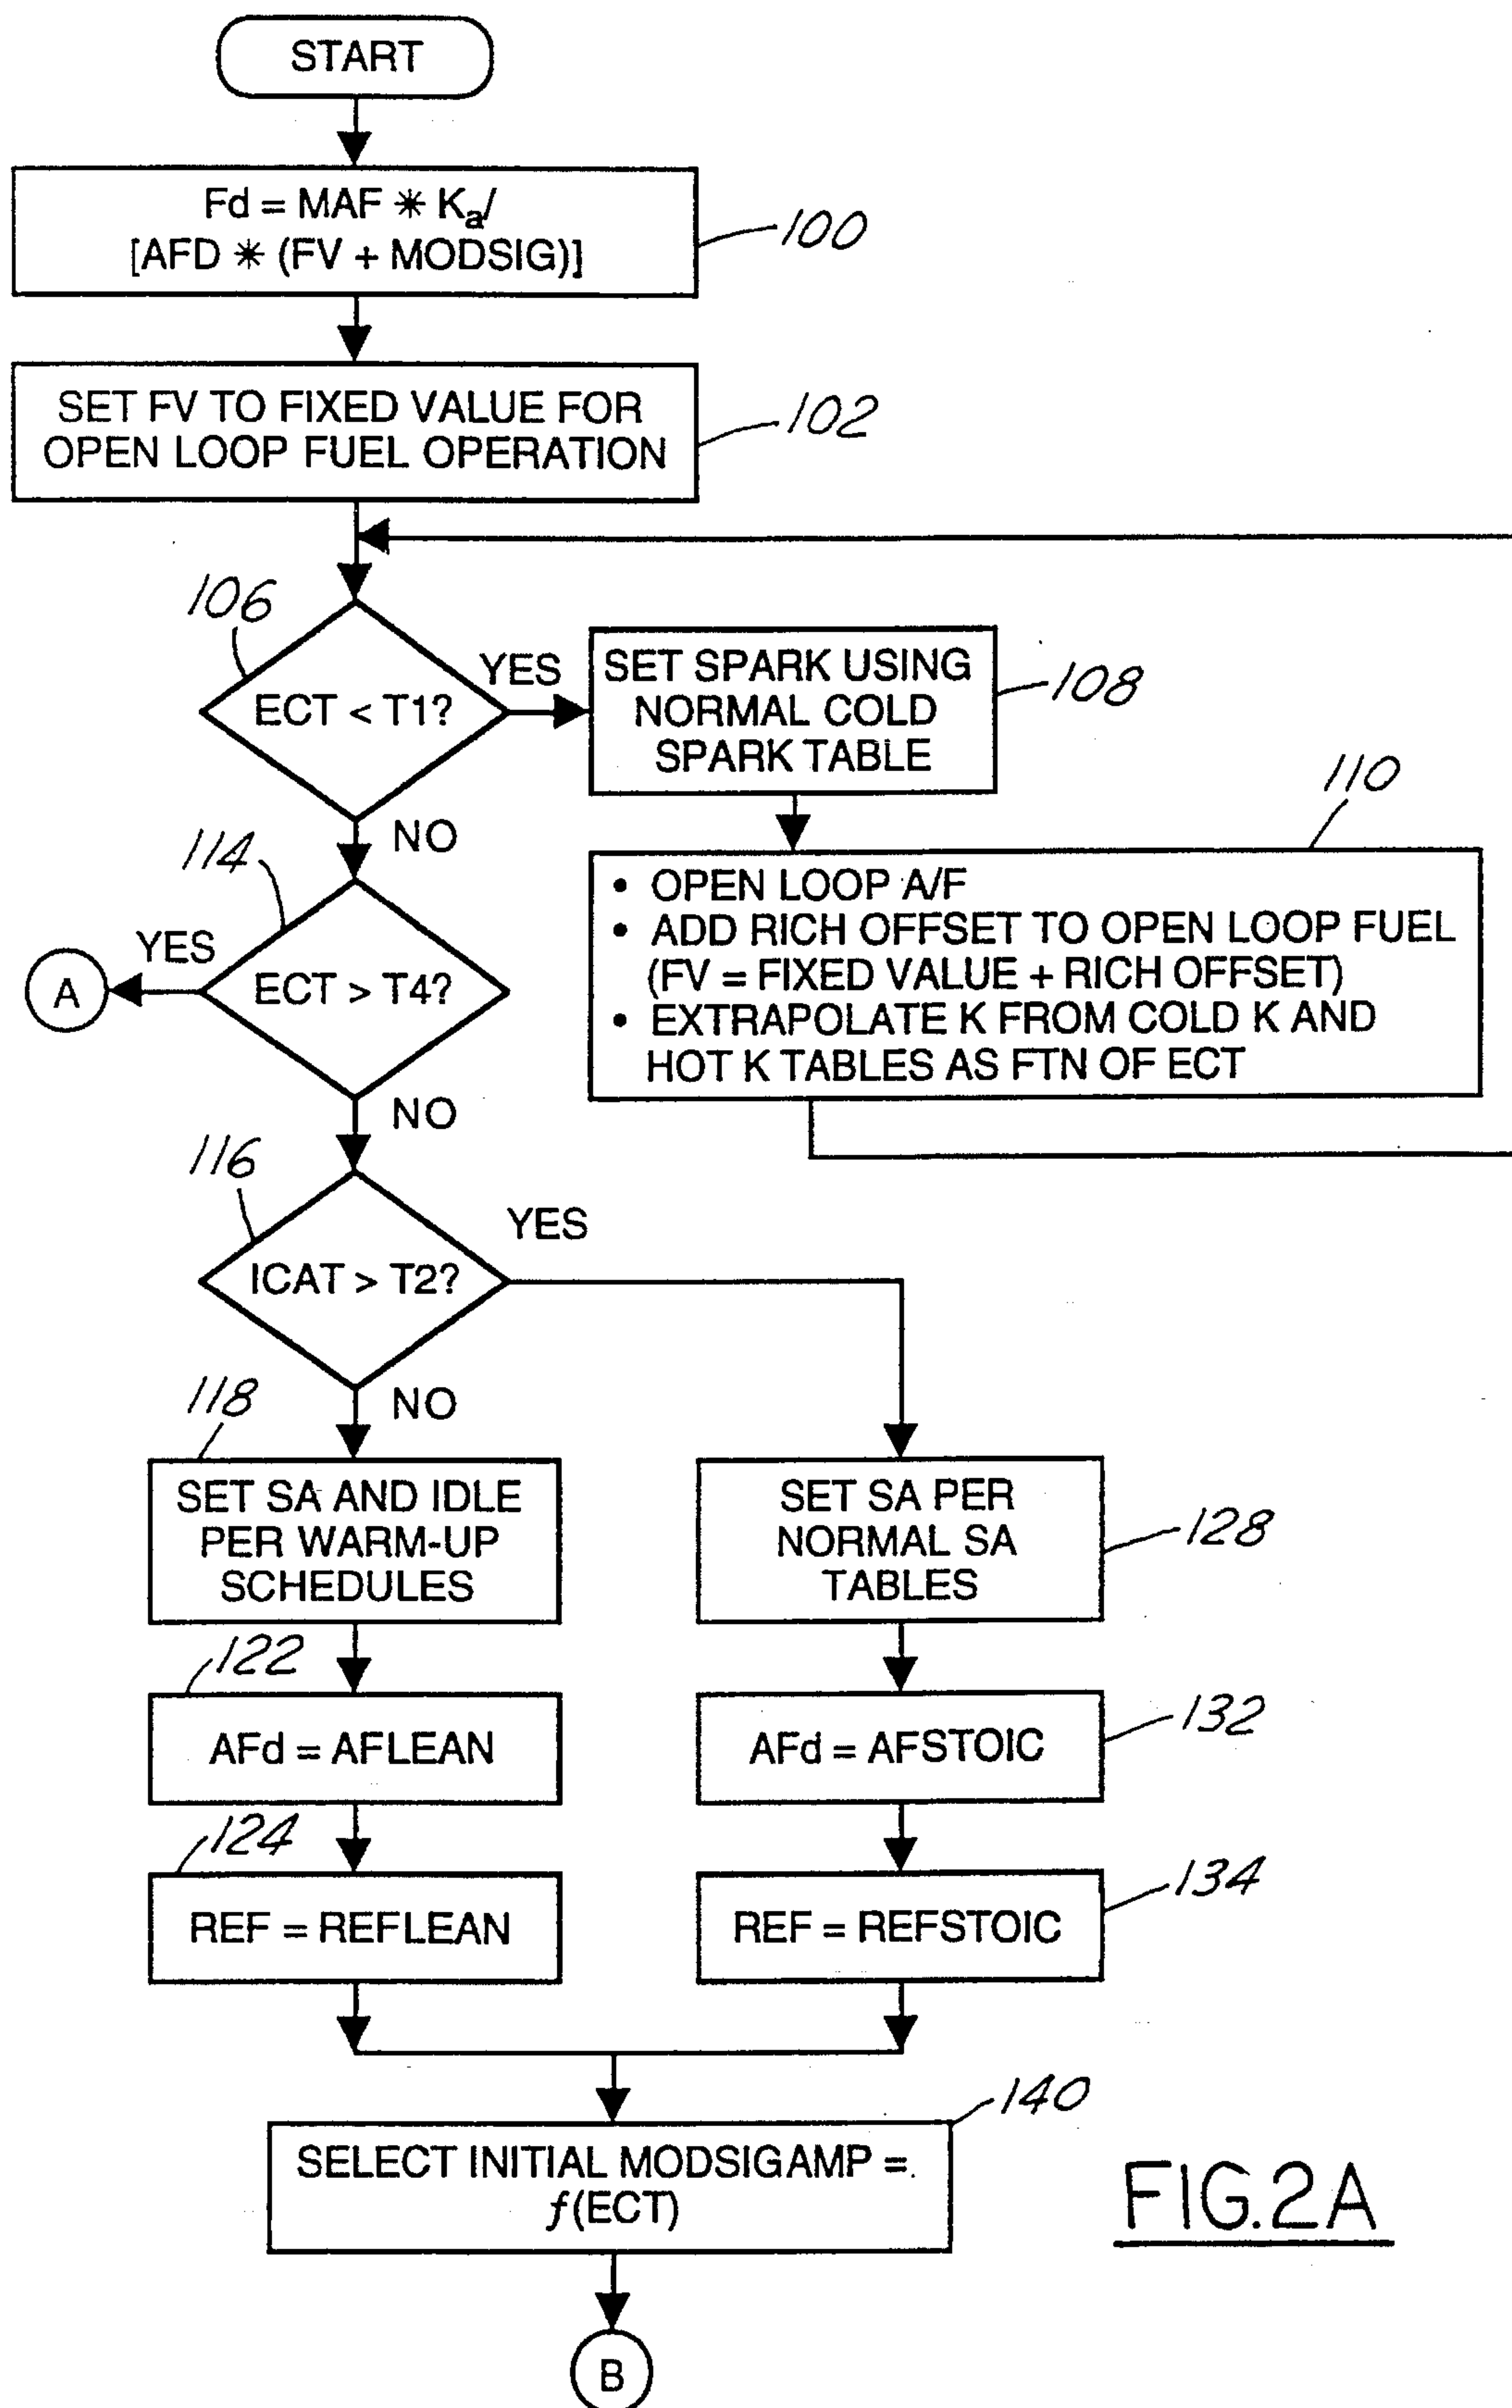 START
Fd = MAF * Ka/
[AFD * (FV + MODSIG)]
100
SET FV TO FIXED VALUE FOR
OPEN LOOP FUEL OPERATION
102
106
ECT < T1?
YES
SET SPARK USING
NORMAL COLD
SPARK TABLE
108
NO
110
• OPEN LOOP A/F
• ADD RICH OFFSET TO OPEN LOOP FUEL
(FV = FIXED VALUE + RICH OFFSET)
• EXTRAPOLATE K FROM COLD K AND
HOT K TABLES AS FTN OF ECT
114
YES
A
ECT > T4?
NO
116
YES
ICAT > T2?
NO
118
SET SA AND IDLE
PER WARM-UP
SCHEDULES
SET SA PER
NORMAL SA
TABLES
128
122
AFd = AFLEAN
AFd = AFSTOIC
132
124
REF = REFLEAN
REF = REFSTOIC
134
140
SELECT INITIAL MODSIGAMP =
f(ECT)
B
FIG.2A